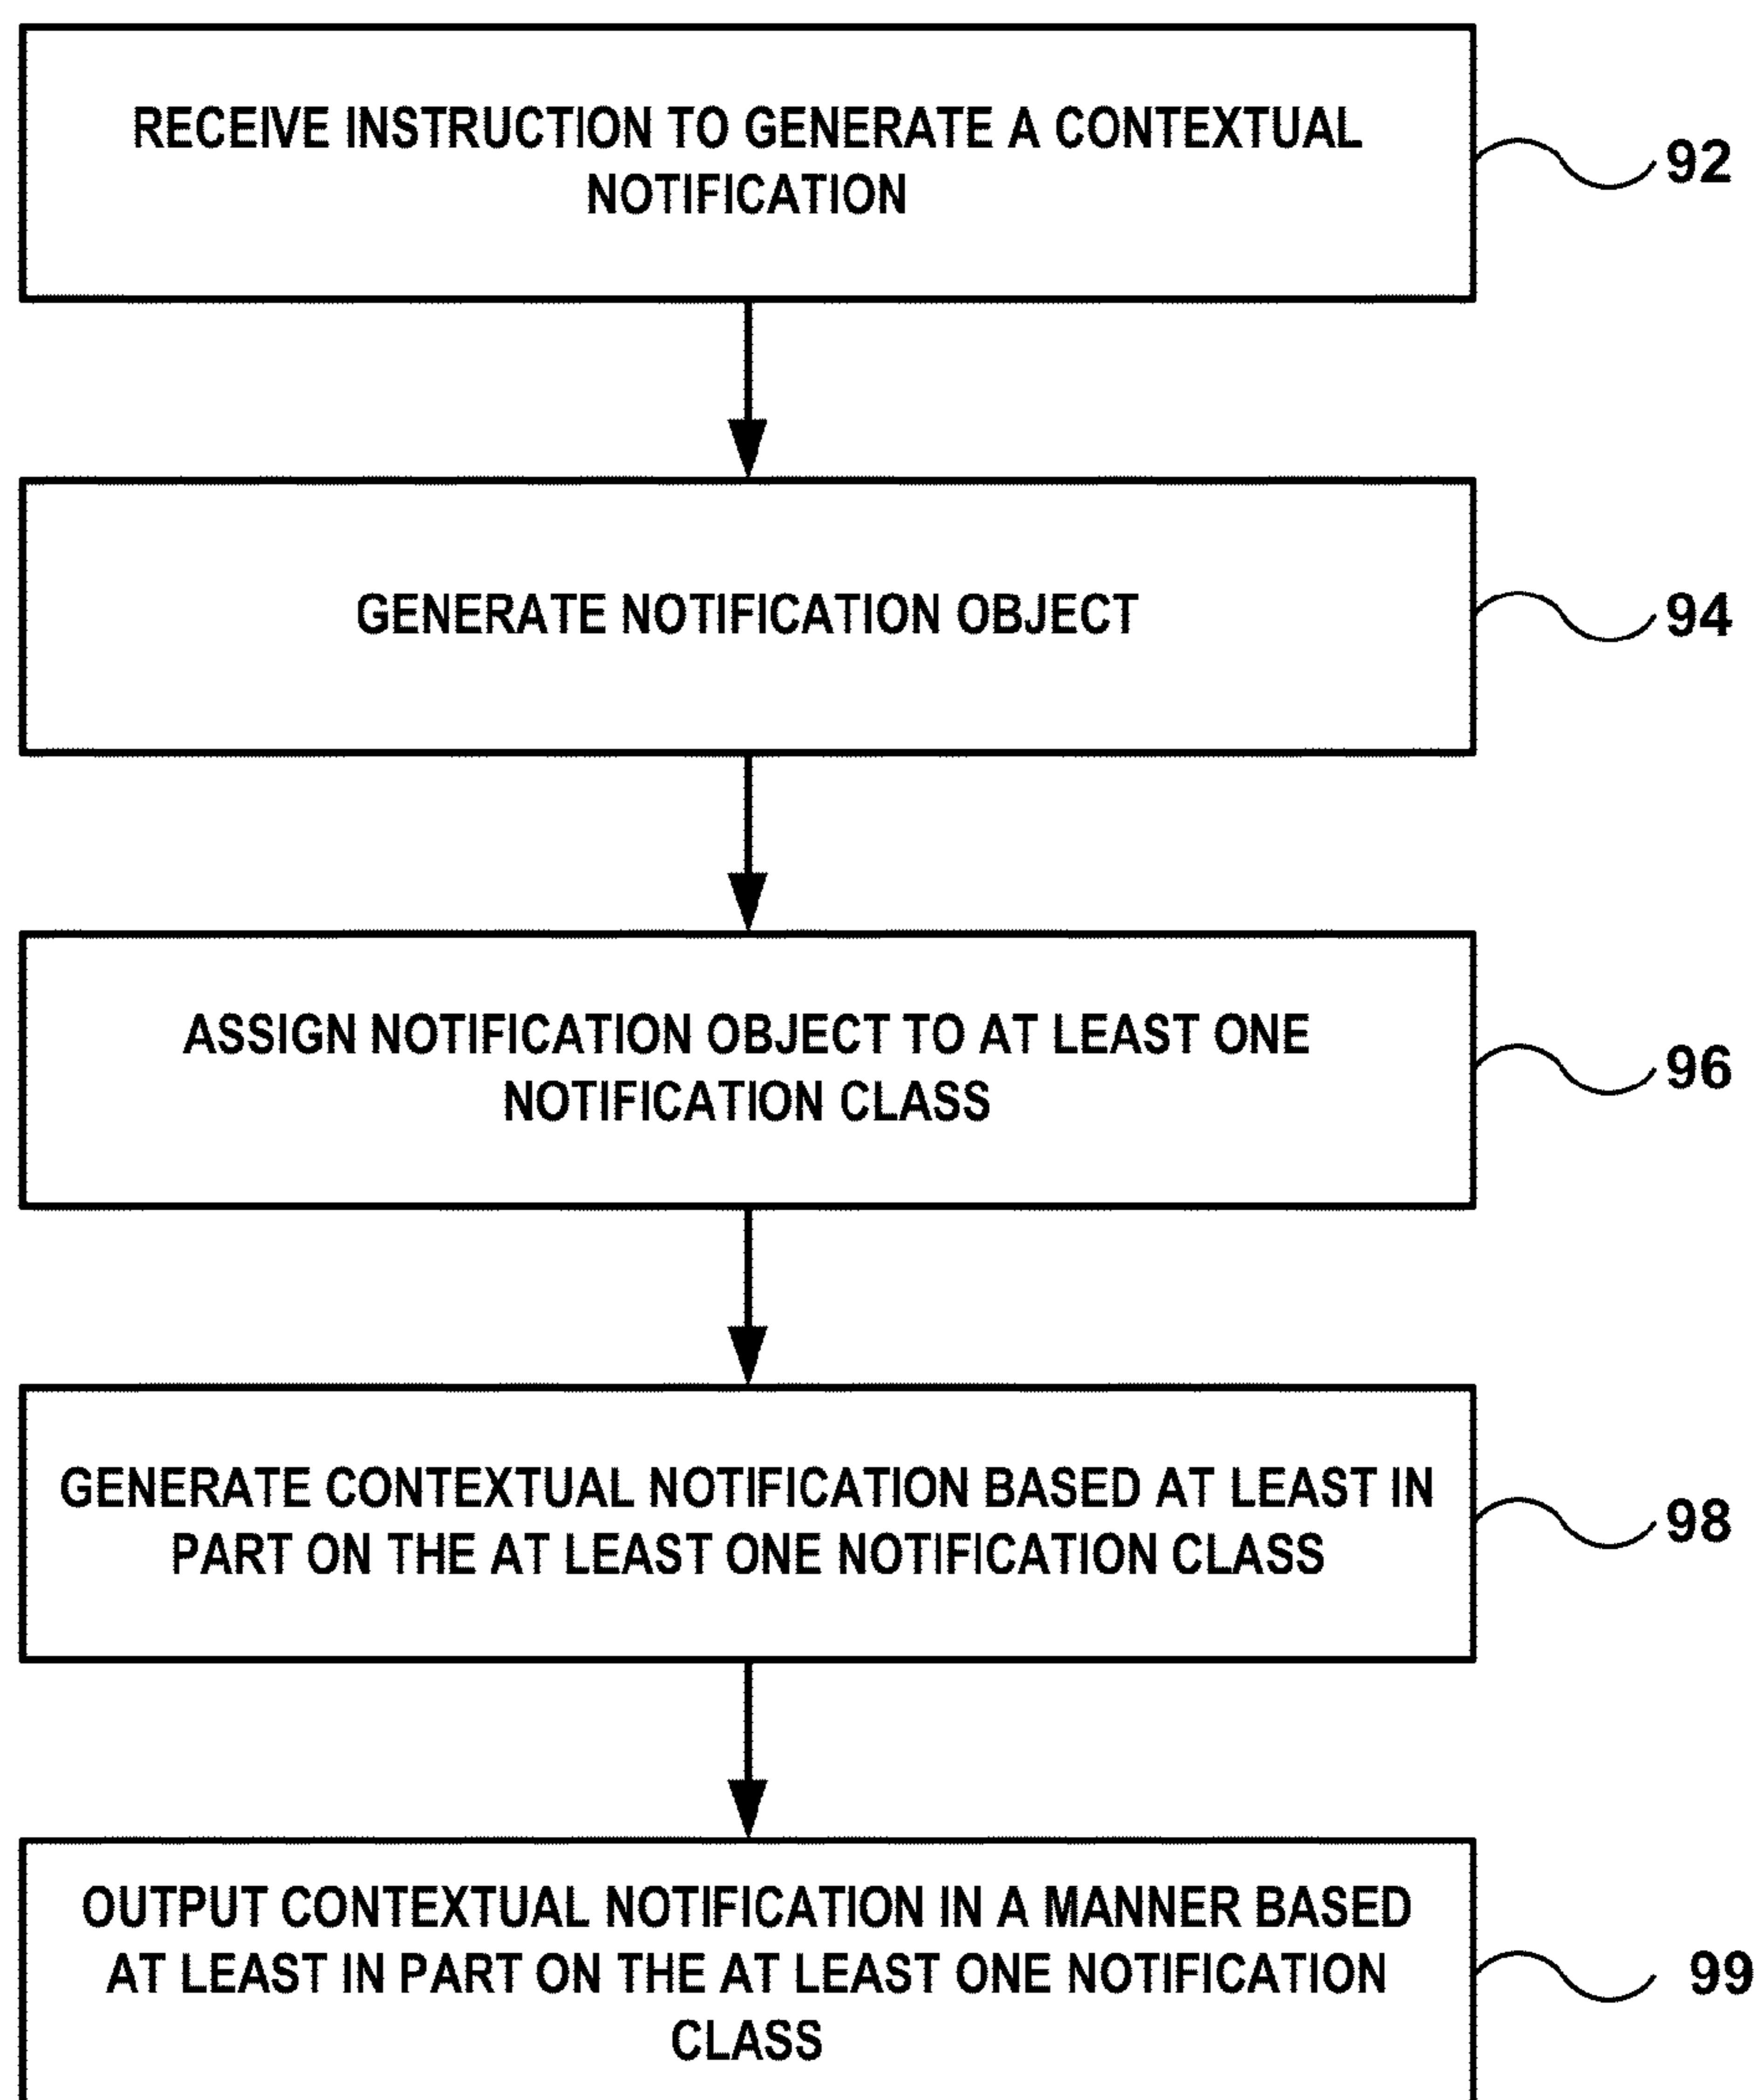 RECEIVE INSTRUCTION TO GENERATE A CONTEXTUAL
NOTIFICATION
92
GENERATE NOTIFICATION OBJECT
94
ASSIGN NOTIFICATION OBJECT TO AT LEAST ONE
NOTIFICATION CLASS
96
GENERATE CONTEXTUAL NOTIFICATION BASED AT LEAST IN
PART ON THE AT LEAST ONE NOTIFICATION CLASS
98
OUTPUT CONTEXTUAL NOTIFICATION IN A MANNER BASED
AT LEAST IN PART ON THE AT LEAST ONE NOTIFICATION
CLASS
99